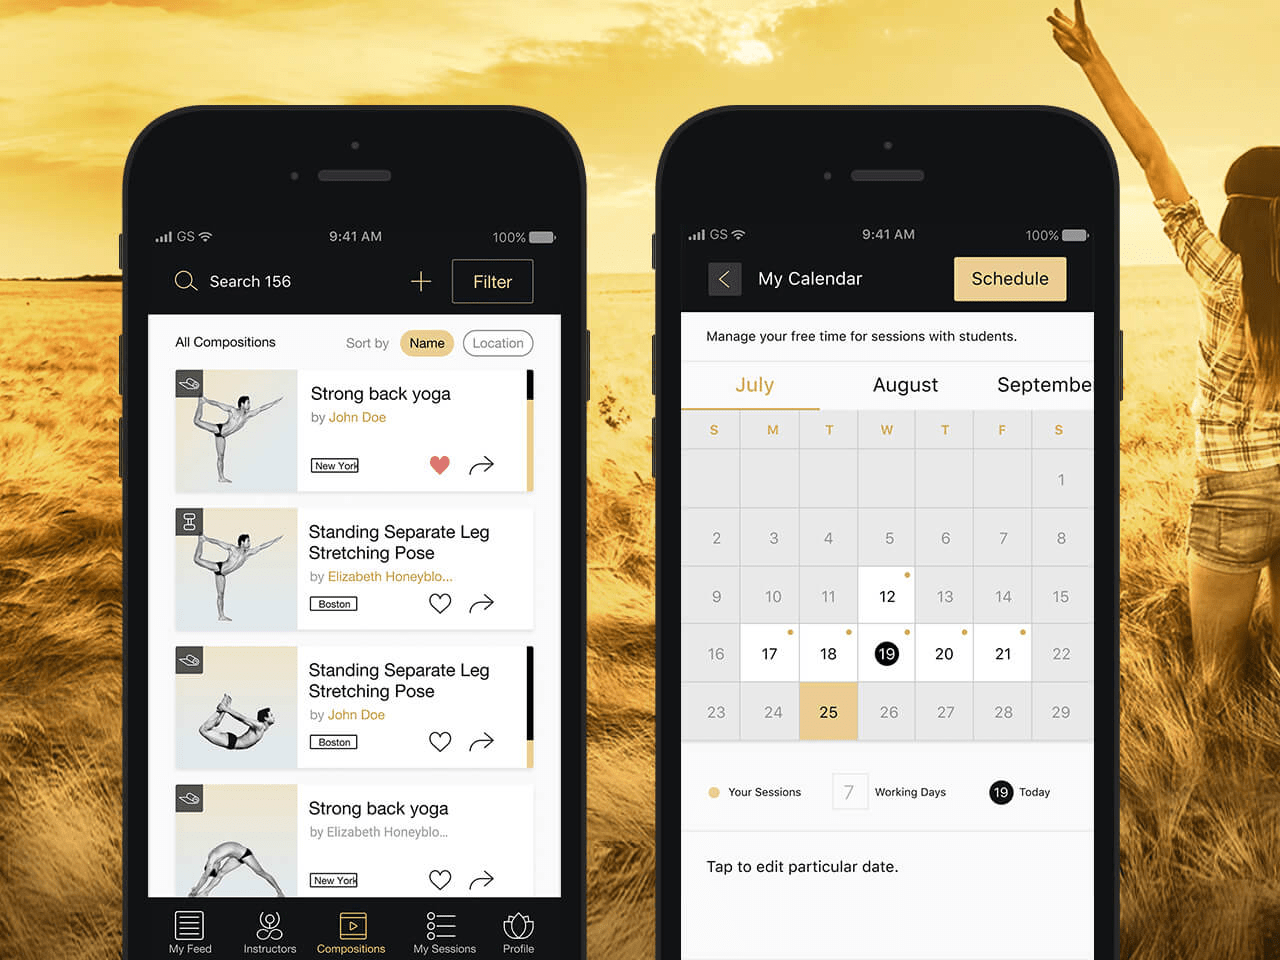 GS 9:41 AM 100%
Search 156 Filter
All Compositions Sort by Name Location
Strong back yoga
by John Doe
New York
Standing Separate Leg
Stretching Pose
by Elizabeth Honeyblo...
Boston
Standing Separate Leg
Stretching Pose
by John Doe
Boston
Strong back yoga
by Elizabeth Honeyblo...
New York
My Feed Instructors Compositions My Sessions Profile
GS 9:41 AM 100%
My Calendar Schedule
Manage your free time for sessions with students.
July August September
S M T W T F S
1
2 3 4 5 6 7 8
9 10 11 12 13 14 15
16 17 18 19 20 21 22
23 24 25 26 27 28 29
Your Sessions 7 Working Days 19 Today
Tap to edit particular date.